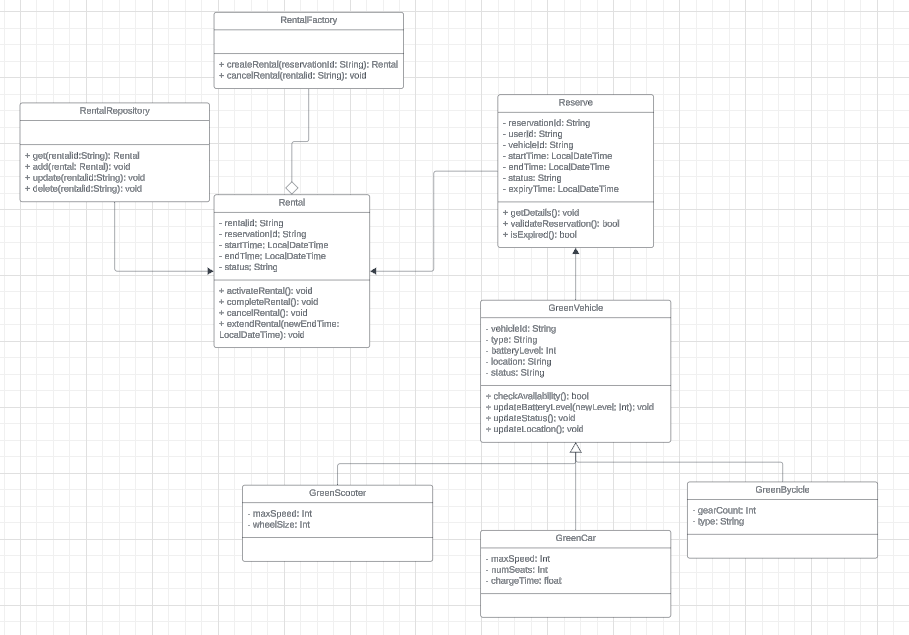 RentalFactory
+ createRental(reservationId: String): Rental
+ cancelRental(rentalId: String): void
RentalRepository
+ get(rentalId:String): Rental
+ add(rental: Rental): void
+ update(rentalId:String): void
+ delete(rentalId:String): void
Reserve
- reservationId: String
- userId: String
- vehicleId: String
- startTime: LocalDateTime
- endTime: LocalDateTime
- status: String
- expiryTime: LocalDateTime
+ getDetails(): void
+ validateReservation(): bool
+ isExpired(): bool
Rental
- rentalId: String
- reservationId: String
- startTime: LocalDateTime
- endTime: LocalDateTime
- status: String
+ activateRental(): void
+ completeRental(): void
+ cancelRental(): void
+ extendRental(newEndTime:
LocalDateTime): void
GreenVehicle
- vehicleId: String
- type: String
- batteryLevel: Int
- location: String
- status: String
+ checkAvailability(): bool
+ updateBatteryLevel(newLevel: Int): void
+ updateStatus(): void
+ updateLocation(): void
GreenScooter
- maxSpeed: Int
- wheelSize: Int
GreenCar
- maxSpeed: Int
- numSeats: Int
- chargeTime: float
GreenBycicle
- gearCount: Int
- type: String